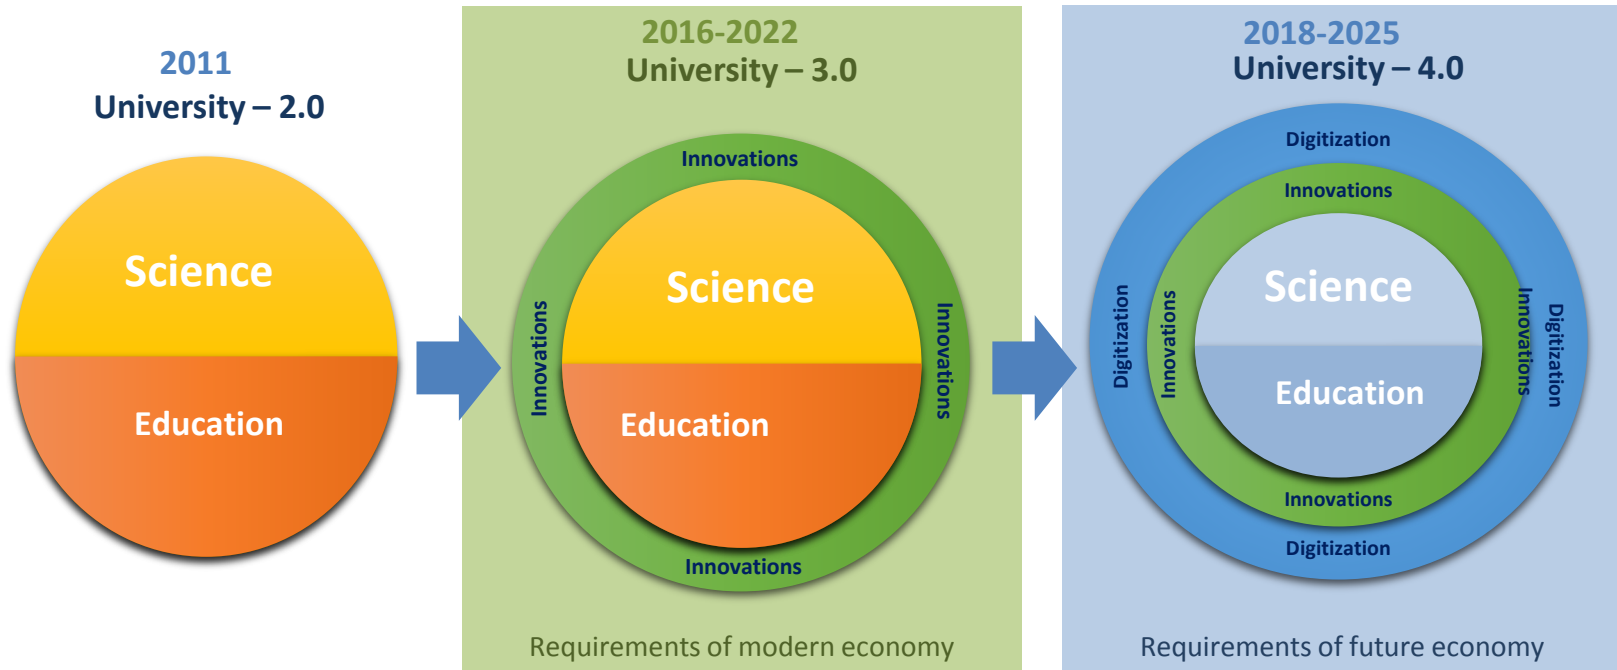 2011
University – 2.0
Science
Education
2016-2022
University – 3.0
Innovations
Innovations
Science
Innovations
Education
Innovations
Requirements of modern economy
2018-2025
University – 4.0
Digitization
Innovations
Digitization
Innovations
Science
Innovations
Digitization
Education
Innovations
Digitization
Requirements of future economy